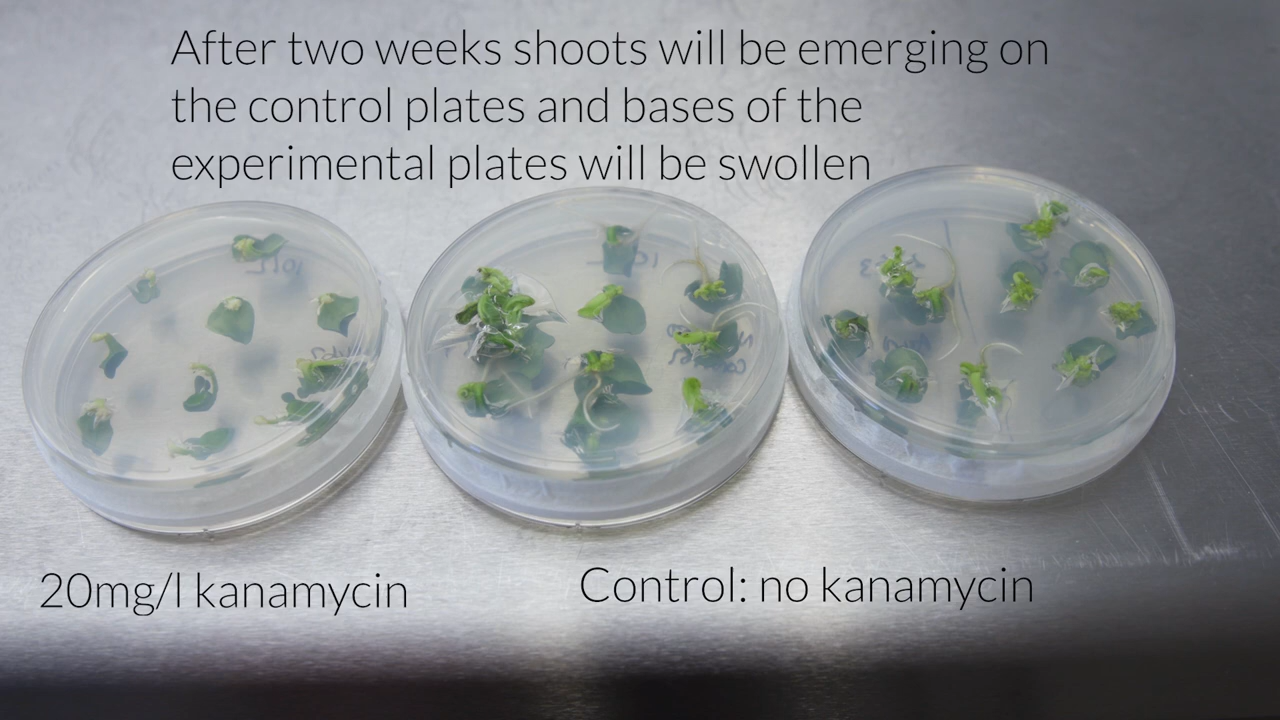 After two weeks shoots will be emerging on
the control plates and bases of the
experimental plates will be swollen
20mg/l kanamycin
Control: no kanamycin